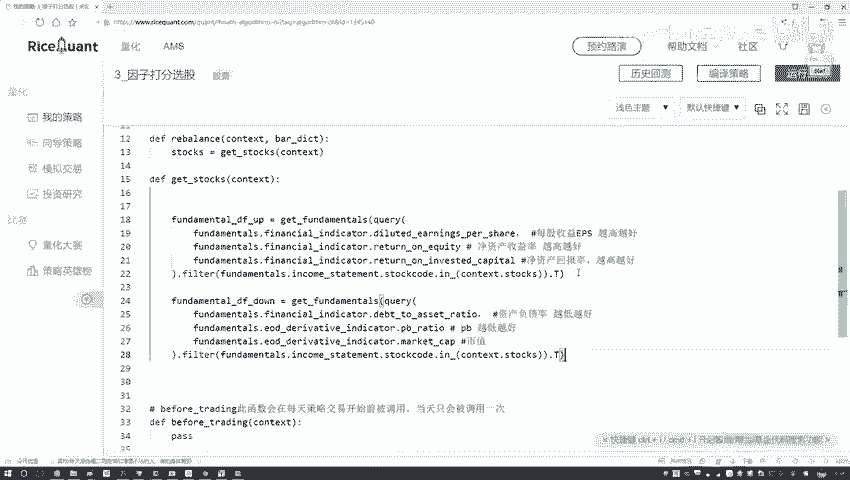 RiceQuant
量化
AMS
预约路演
帮助文档
社区
3_因子打分选股
股票
历史回测
编译策略
量化
我的策略
向导策略
模拟交易
投资研究
比赛
量化大赛
策略英雄榜
浅色主题
默认快捷键
12 def rebalance(context, bar_dict):
13 stocks = get_stocks(context)
14
15 def get_stocks(context):
16
17
18 fundamental_df_up = get_fundamentals(query(
19 fundamentals.financial_indicator.diluted_earnings_per_share, #每股收益EPS 越高越好
20 fundamentals.financial_indicator.return_on_equity # 净资产收益率 越高越好
21 fundamentals.financial_indicator.return_on_invested_capital #净资产回报率, 越高越好
22 ).filter(fundamentals.income_statement.stockcode.in_(context.stocks)).T)
23
24 fundamental_df_down = get_fundamentals(query(
25 fundamentals.financial_indicator.debt_to_asset_ratio, #资产负债率 越低越好
26 fundamentals.eod_derivative_indicator.pb_ratio # pb 越低越好
27 fundamentals.eod_derivative_indicator.market_cap #市值
28 ).filter(fundamentals.income_statement.stockcode.in_(context.stocks)).T)
29
30
31
32 # before_trading此函数会在每天策略交易开始前被调用，当天只会被调用一次
33 def before_trading(context):
34 pass